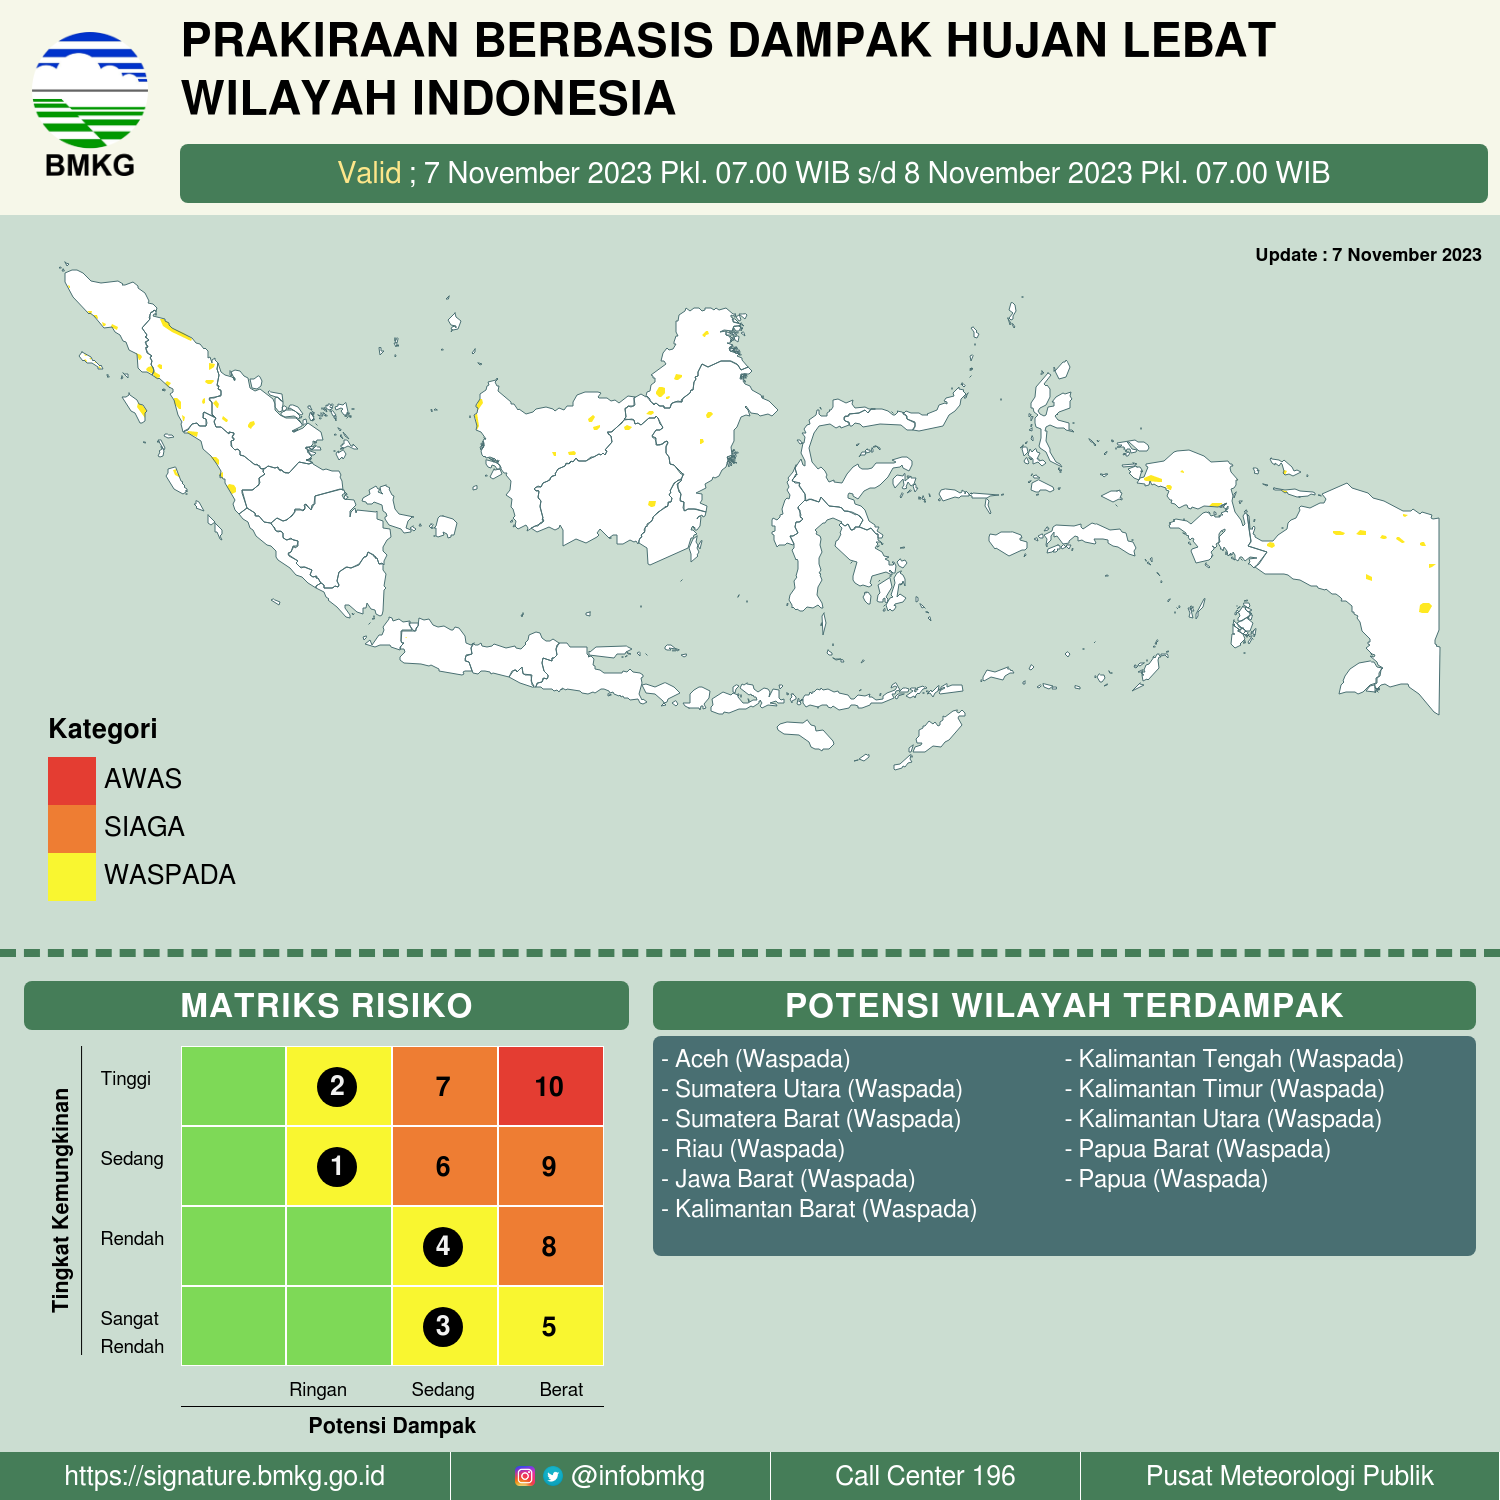 BMKG
PRAKIRAAN BERBASIS DAMPAK HUJAN LEBAT
WILAYAH INDONESIA
Valid ; 7 November 2023 Pkl. 07.00 WIB s/d 8 November 2023 Pkl. 07.00 WIB
Update : 7 November 2023
Kategori
AWAS
SIAGA
WASPADA
MATRIKS RISIKO
Tingkat Kemungkinan
Tinggi
2
7
10
Sedang
1
6
9
Rendah
4
8
Sangat
Rendah
3
5
Ringan
Sedang
Berat
Potensi Dampak
POTENSI WILAYAH TERDAMPAK
- Aceh (Waspada)
- Sumatera Utara (Waspada)
- Sumatera Barat (Waspada)
- Riau (Waspada)
- Jawa Barat (Waspada)
- Kalimantan Barat (Waspada)
- Kalimantan Tengah (Waspada)
- Kalimantan Timur (Waspada)
- Kalimantan Utara (Waspada)
- Papua Barat (Waspada)
- Papua (Waspada)
https://signature.bmkg.go.id
@infobmkg
Call Center 196
Pusat Meteorologi Publik